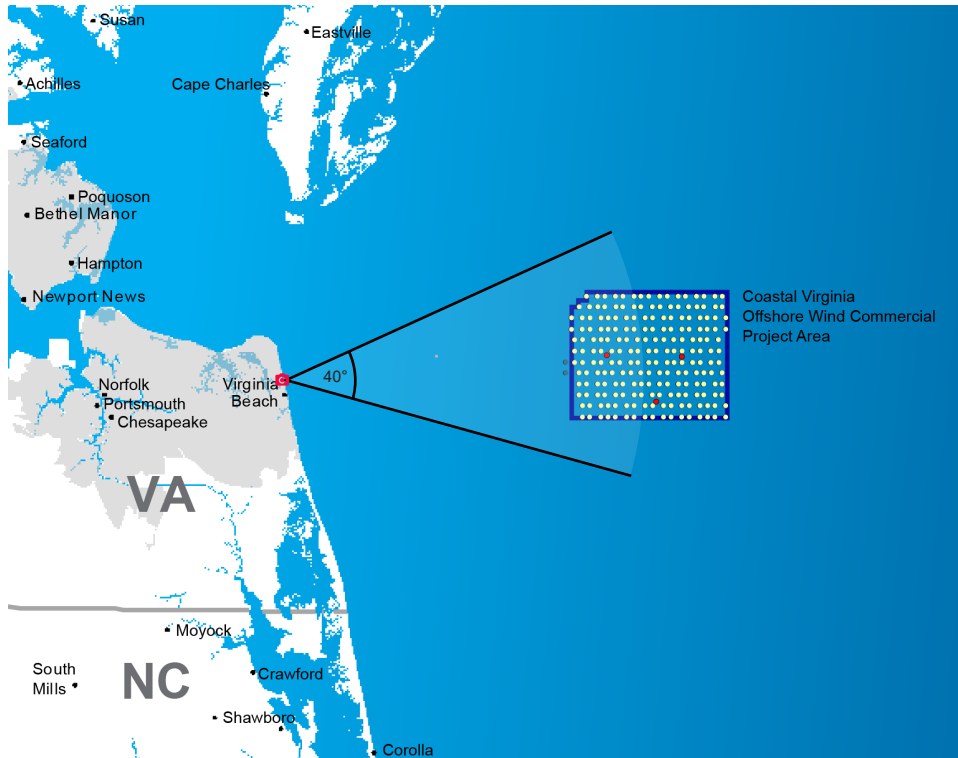 Susan
Eastville
Achilles
Cape Charles
Seaford
Poquoson
Bethel Manor
Hampton
Newport News
Coastal Virginia
Offshore Wind Commercial
Project Area
C
40°
Virginia
Beach
Norfolk
Portsmouth
Chesapeake
VA
Moyock
South
Mills
NC
Crawford
Shawboro
Corolla